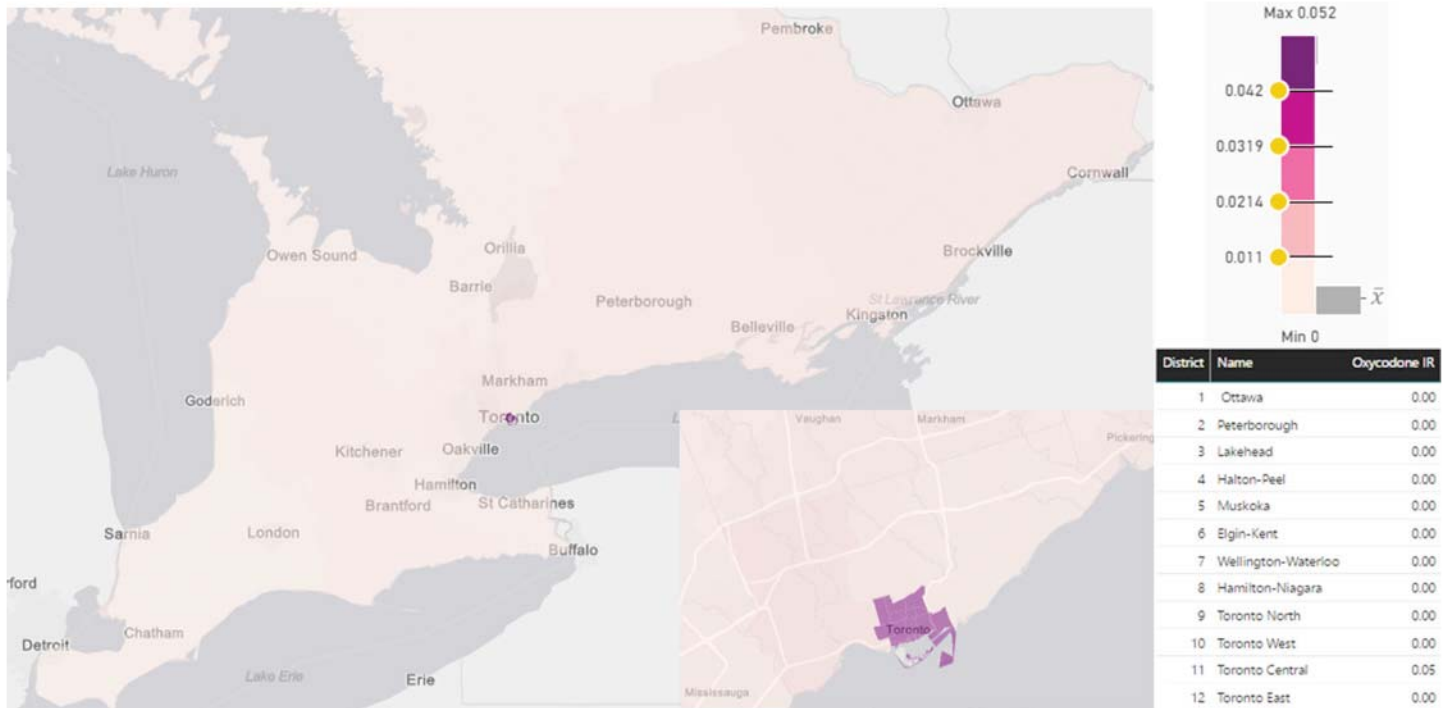 Pembroke
Ottawa
Lake Huron
Cornwall
Owen Sound
Orillia
Brockville
Barrie
Peterborough
St Lawrence River
Kingston
Belleville
Markham
Goderich
Toronto
Kitchener
Oakville
Hamilton
Brantford
St Catharines
Sarnia
London
Buffalo
rford
Detroit
Chatham
Lake Erie
Erie
L
Vaughan
Markham
Pickering
Toronto
Mississauga
Max 0.052
0.042
0.0319
0.0214
0.011
x̄
Min 0
District Name Oxycodone IR
1 Ottawa 0.00
2 Peterborough 0.00
3 Lakehead 0.00
4 Halton-Peel 0.00
5 Muskoka 0.00
6 Elgin-Kent 0.00
7 Wellington-Waterloo 0.00
8 Hamilton-Niagara 0.00
9 Toronto North 0.00
10 Toronto West 0.00
11 Toronto Central 0.05
12 Toronto East 0.00